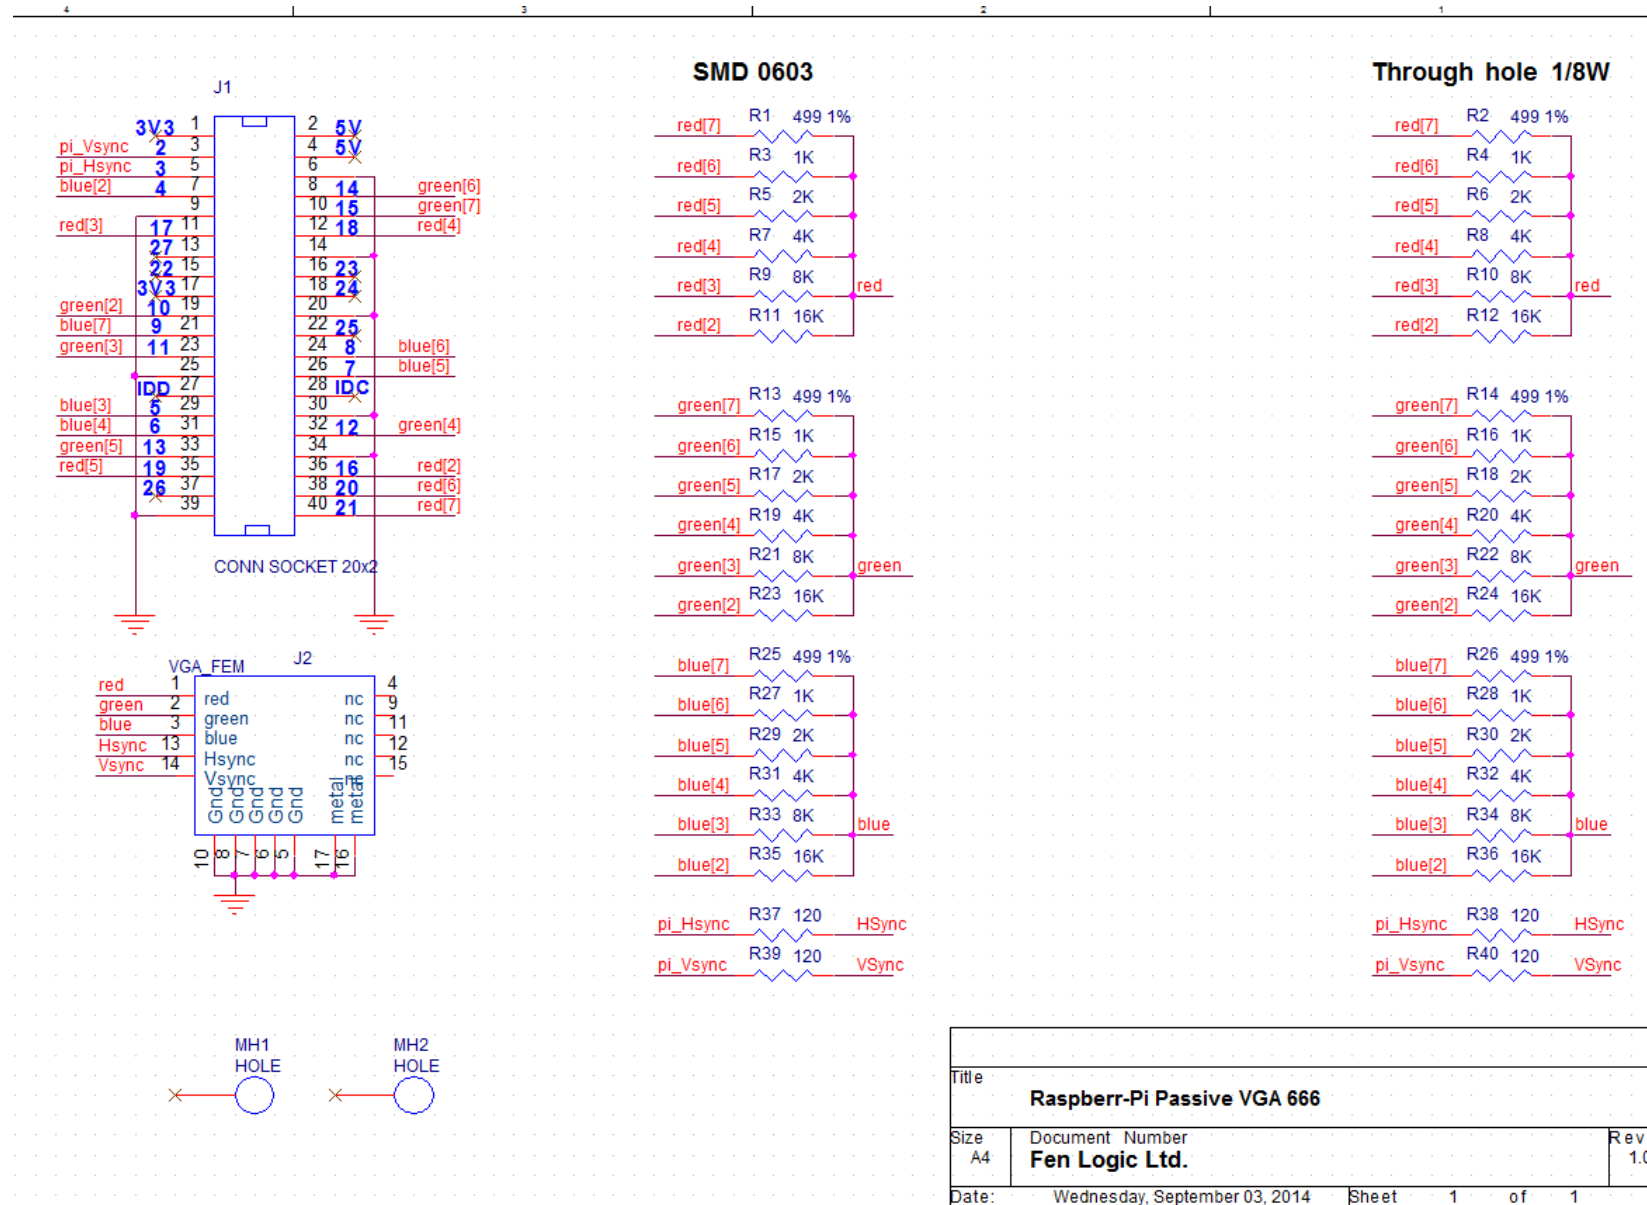 4 3 2 1
SMD 0603
Through hole 1/8W
J1
3V3 1 2 5V
pi_Vsync 2 3 4 5V
pi_Hsync 3 5 6
blue[2] 4 7 8 14 green[6]
9 10 15 green[7]
red[3] 17 11 12 18 red[4]
27 13 14
22 15 16 23
3V3 17 18 24
green[2] 10 19 20
blue[7] 9 21 22 25
green[3] 11 23 24 8 blue[6]
25 26 7 blue[5]
IDD 27 28 IDC
blue[3] 5 29 30
blue[4] 6 31 32 12 green[4]
green[5] 13 33 34
red[5] 19 35 36 16 red[2]
26 37 38 20 red[6]
39 40 21 red[7]
CONN SOCKET 20x2
J2
VGA_FEM
red 1 red nc 4
green 2 green nc 9
blue 3 blue nc 11
Hsync 13 Hsync nc 12
Vsync 14 Vsync nc 15
Gnd Gnd Gnd Gnd Gnd metal metal
10 8 7 6 5 17 16
MH1
HOLE
MH2
HOLE
red[7] R1 499 1%
red[6] R3 1K
red[5] R5 2K
red[4] R7 4K
red[3] R9 8K red
red[2] R11 16K
green[7] R13 499 1%
green[6] R15 1K
green[5] R17 2K
green[4] R19 4K
green[3] R21 8K green
green[2] R23 16K
blue[7] R25 499 1%
blue[6] R27 1K
blue[5] R29 2K
blue[4] R31 4K
blue[3] R33 8K blue
blue[2] R35 16K
pi_Hsync R37 120 HSync
pi_Vsync R39 120 VSync
red[7] R2 499 1%
red[6] R4 1K
red[5] R6 2K
red[4] R8 4K
red[3] R10 8K red
red[2] R12 16K
green[7] R14 499 1%
green[6] R16 1K
green[5] R18 2K
green[4] R20 4K
green[3] R22 8K green
green[2] R24 16K
blue[7] R26 499 1%
blue[6] R28 1K
blue[5] R30 2K
blue[4] R32 4K
blue[3] R34 8K blue
blue[2] R36 16K
pi_Hsync R38 120 HSync
pi_Vsync R40 120 VSync
Title
Raspberr-Pi Passive VGA 666
Size Document Number Rev
A4 Fen Logic Ltd. 1.0
Date: Wednesday, September 03, 2014 Sheet 1 of 1